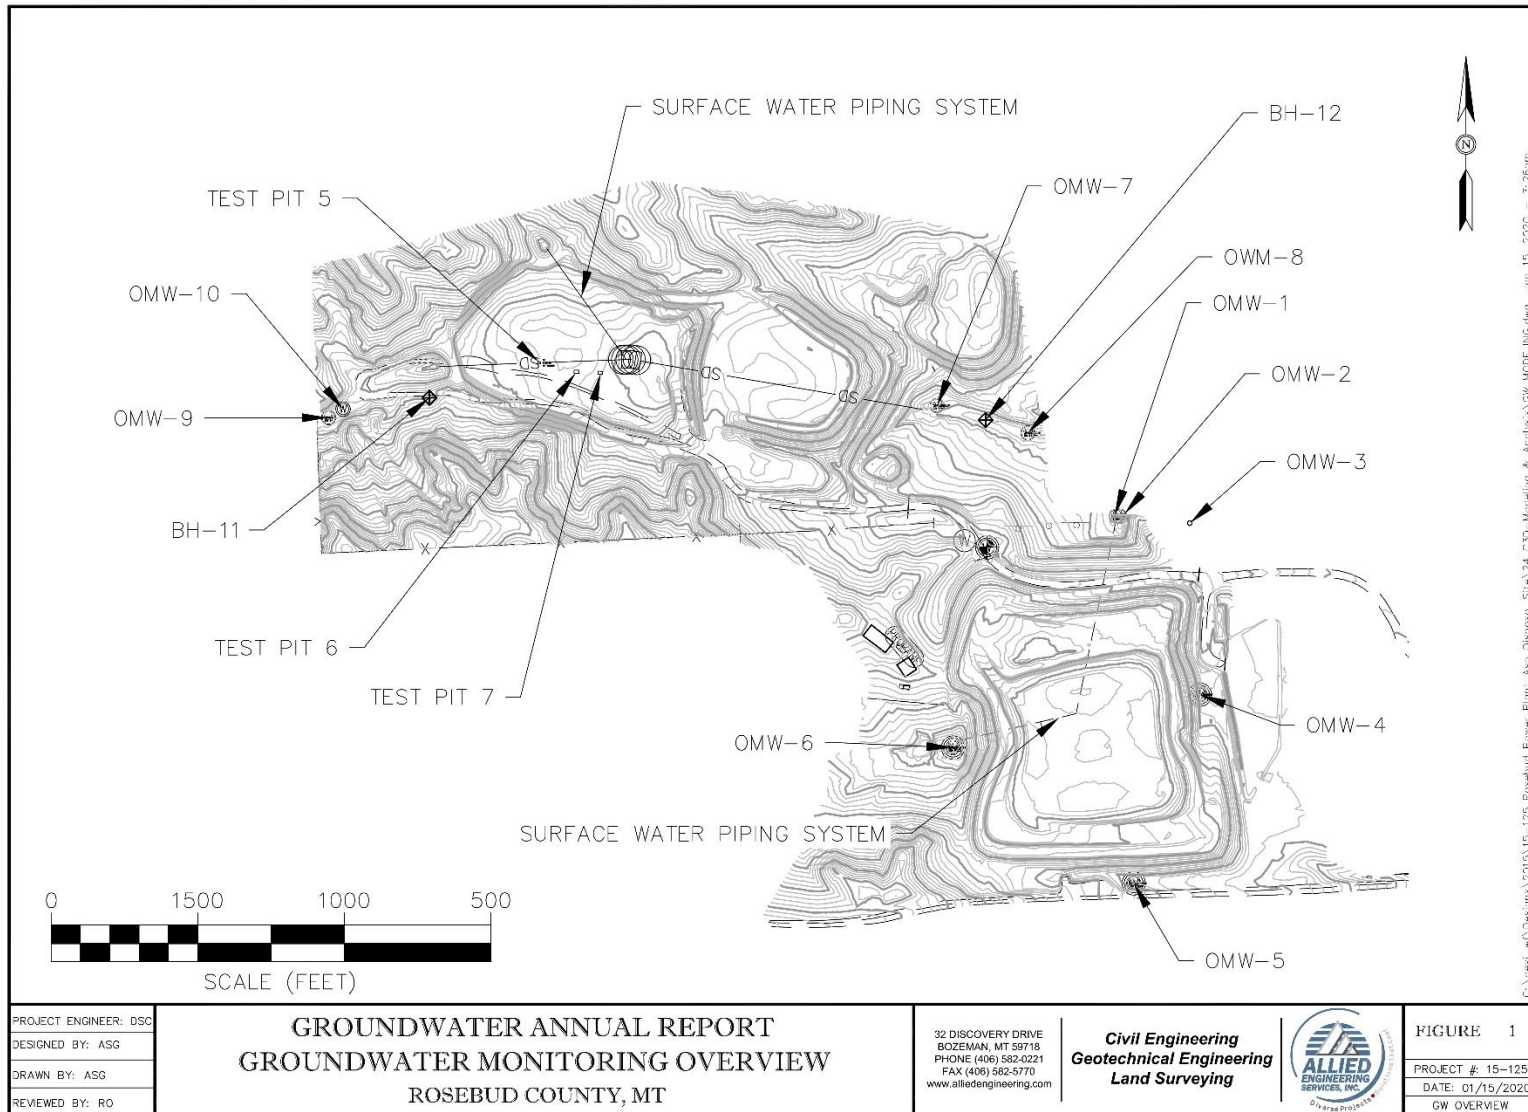 SURFACE WATER PIPING SYSTEM
BH-12
OMW-7
TEST PIT 5
OWM-8
OMW-10
OMW-1
N
OMW-2
OMW-9
OMW-3
BH-11
SD
SD
SD
W
W
TEST PIT 6
TEST PIT 7
OMW-4
OMW-6
SURFACE WATER PIPING SYSTEM
OMW-5
0 1500 1000 500
SCALE (FEET)
PROJECT ENGINEER: DSC
DESIGNED BY: ASG
DRAWN BY: ASG
REVIEWED BY: RO
GROUNDWATER ANNUAL REPORT
GROUNDWATER MONITORING OVERVIEW
ROSEBUD COUNTY, MT
32 DISCOVERY DRIVE
BOZEMAN, MT 59718
PHONE (406) 582-0221
FAX (406) 582-5770
www.alliedengineering.com
Civil Engineering
Geotechnical Engineering
Land Surveying
ALLIED
ENGINEERING
SERVICES, INC.
Diverse Projects
FIGURE 1
PROJECT #: 15-125
DATE: 01/15/2020
GW OVERVIEW